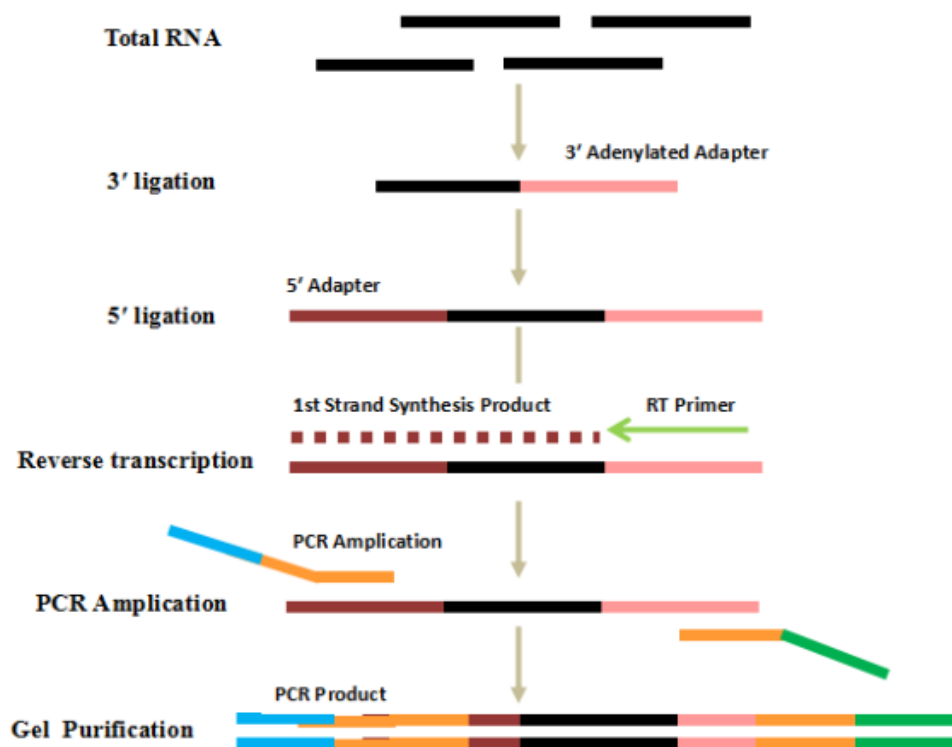 Total RNA
3′ Adenylated Adapter
3′ ligation
5′ Adapter
5′ ligation
1st Strand Synthesis Product
RT Primer
Reverse transcription
PCR Amplication
PCR Amplication
PCR Product
Gel Purification